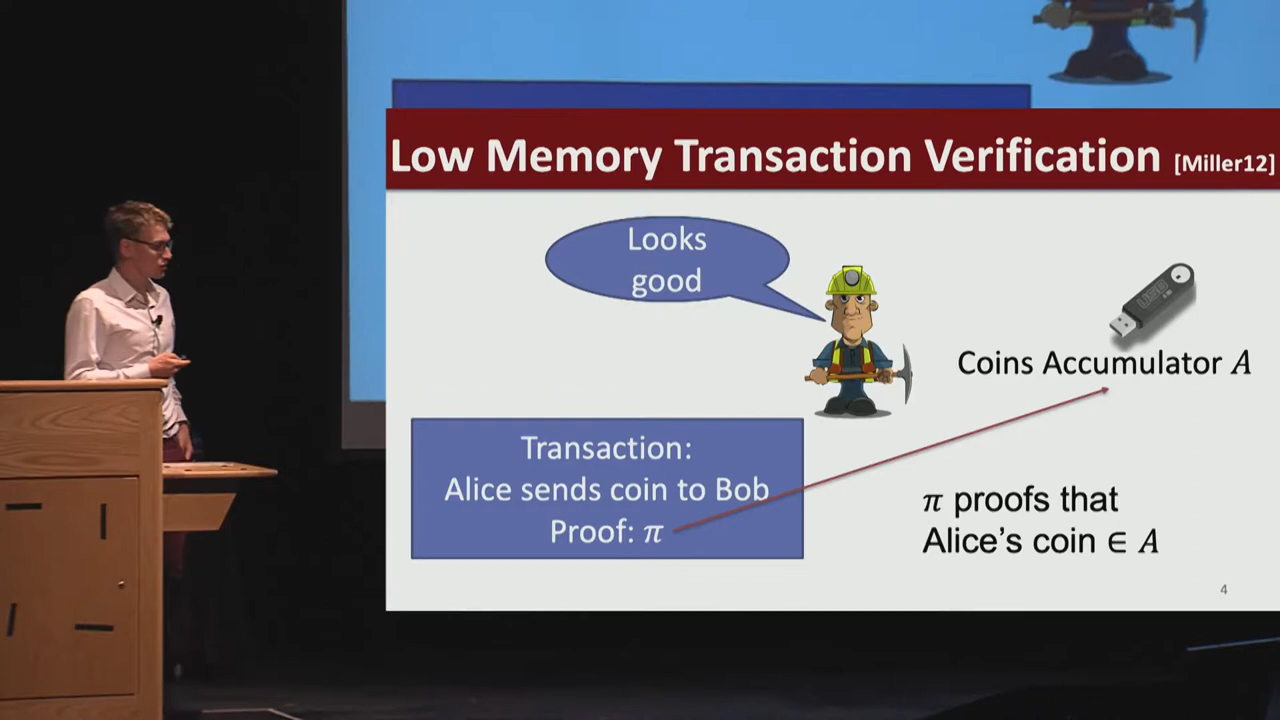 Low Memory Transaction Verification [Miller12]
Looks
good
USB
Coins Accumulator A
Transaction:
Alice sends coin to Bob
Proof: π
π proofs that
Alice's coin ∈ A
4